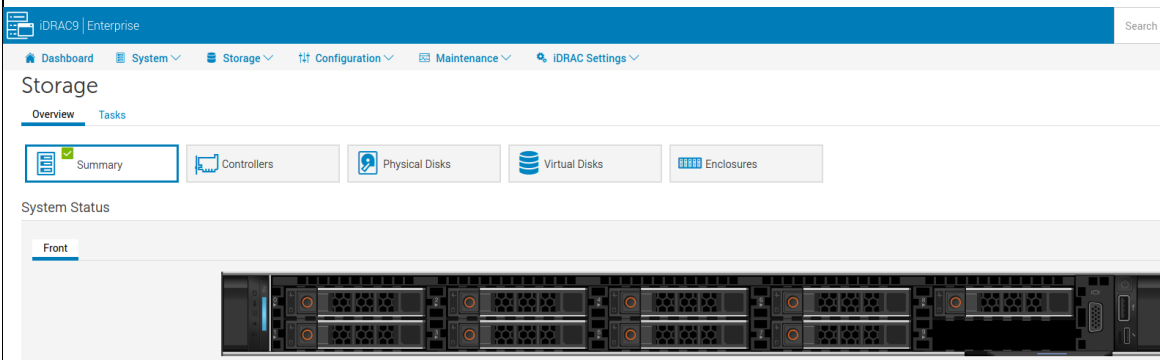 iDRAC9 | Enterprise
Search
Dashboard System Storage Configuration Maintenance iDRAC Settings
Storage
Overview Tasks
Summary Controllers Physical Disks Virtual Disks Enclosures
System Status
Front